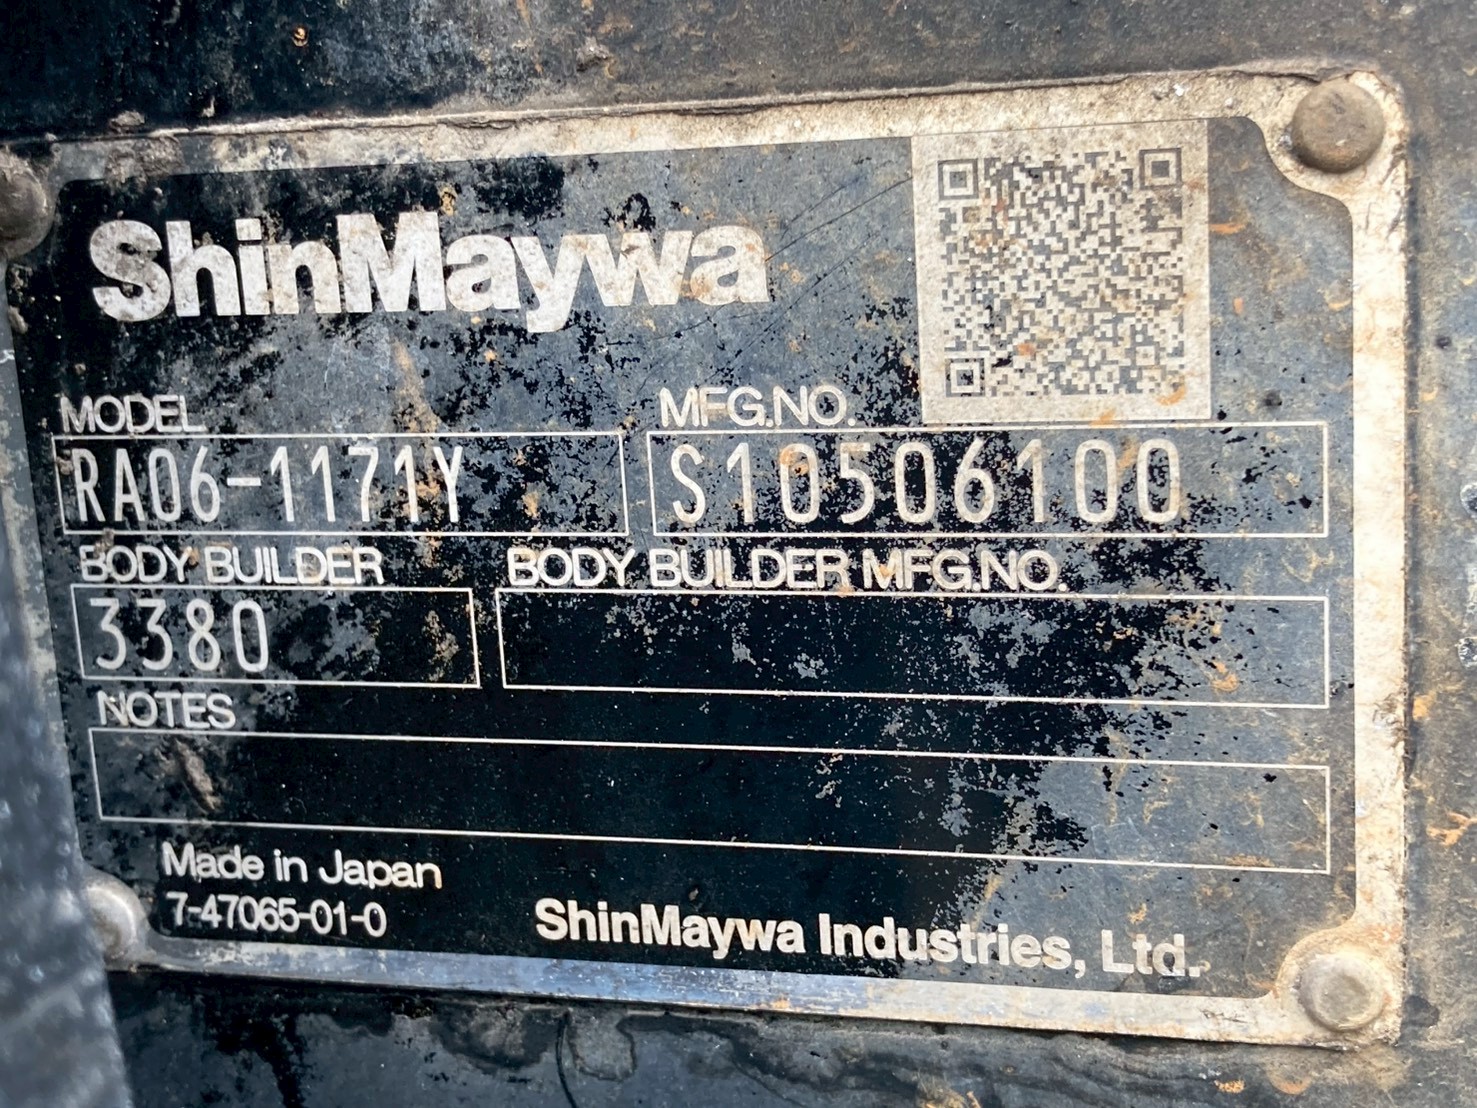 ShinMaywa
MODEL MFG.NO.
RA06-1171Y S10506100
BODY BUILDER BODY BUILDER MFG.NO.
3380
NOTES
Made in Japan
7-47065-01-0 ShinMaywa Industries, Ltd.